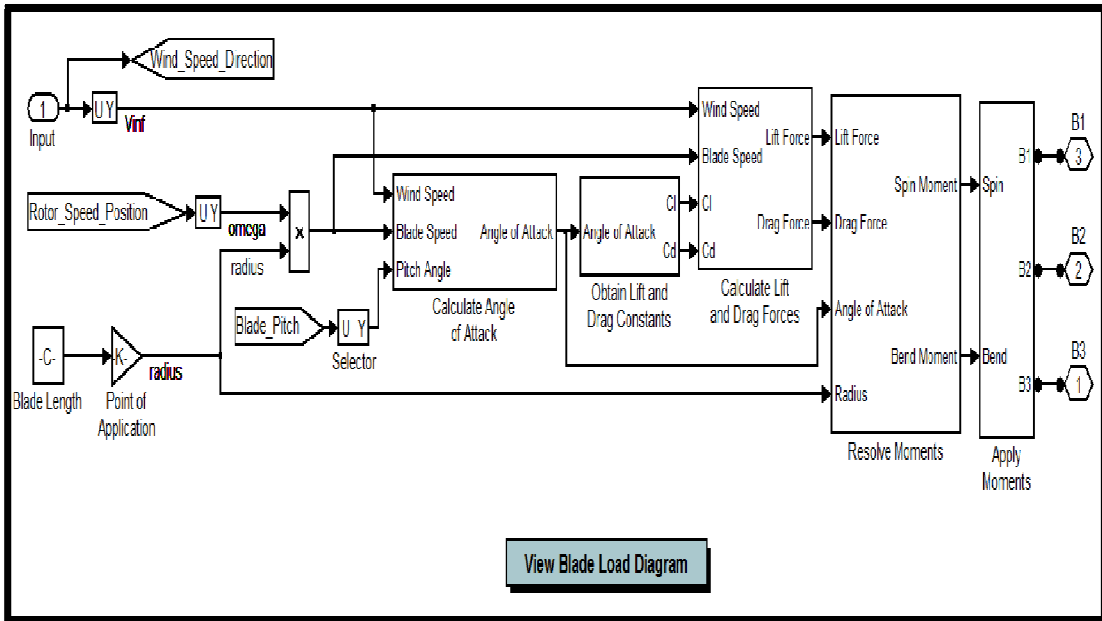 Wind_Speed_Direction
1
Input
U Y
Vinf
Rotor_Speed_Position
U Y
omega
radius
x
-C-
Blade Length
-K-
radius
Point of
Application
Blade_Pitch
U Y
Selector
Wind Speed
Blade Speed
Pitch Angle
Angle of Attack
Calculate Angle
of Attack
Angle of Attack
Cl
Cd
Obtain Lift and
Drag Constants
Wind Speed
Blade Speed
Cl
Cd
Lift Force
Drag Force
Calculate Lift
and Drag Forces
Lift Force
Drag Force
Angle of Attack
Radius
Spin Moment
Bend Moment
Resolve Moments
Spin
Bend
B1
B2
B3
Apply
Moments
B1
3
B2
2
B3
1
View Blade Load Diagram